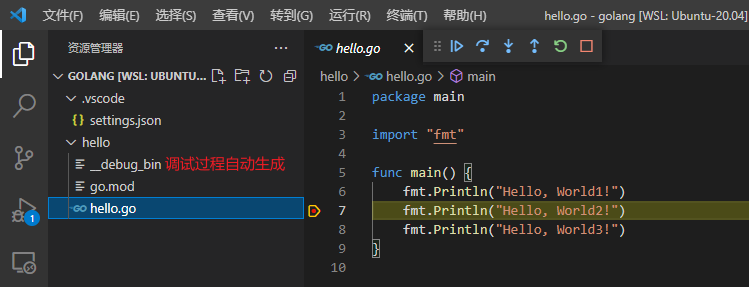 文件(F) 编辑(E) 选择(S) 查看(V) 转到(G) 运行(R) 终端(T) 帮助(H) hello.go - golang [WSL: Ubuntu-20.04]
资源管理器
GOLANG [WSL: UBUNTU...
.vscode
{} settings.json
hello
__debug_bin 调试过程自动生成
go.mod
GO hello.go
1
GO hello.go
hello > GO hello.go > main
1 package main
2
3 import "fmt"
4
5 func main() {
6 fmt.Println("Hello, World1!")
7 fmt.Println("Hello, World2!")
8 fmt.Println("Hello, World3!")
9 }
10